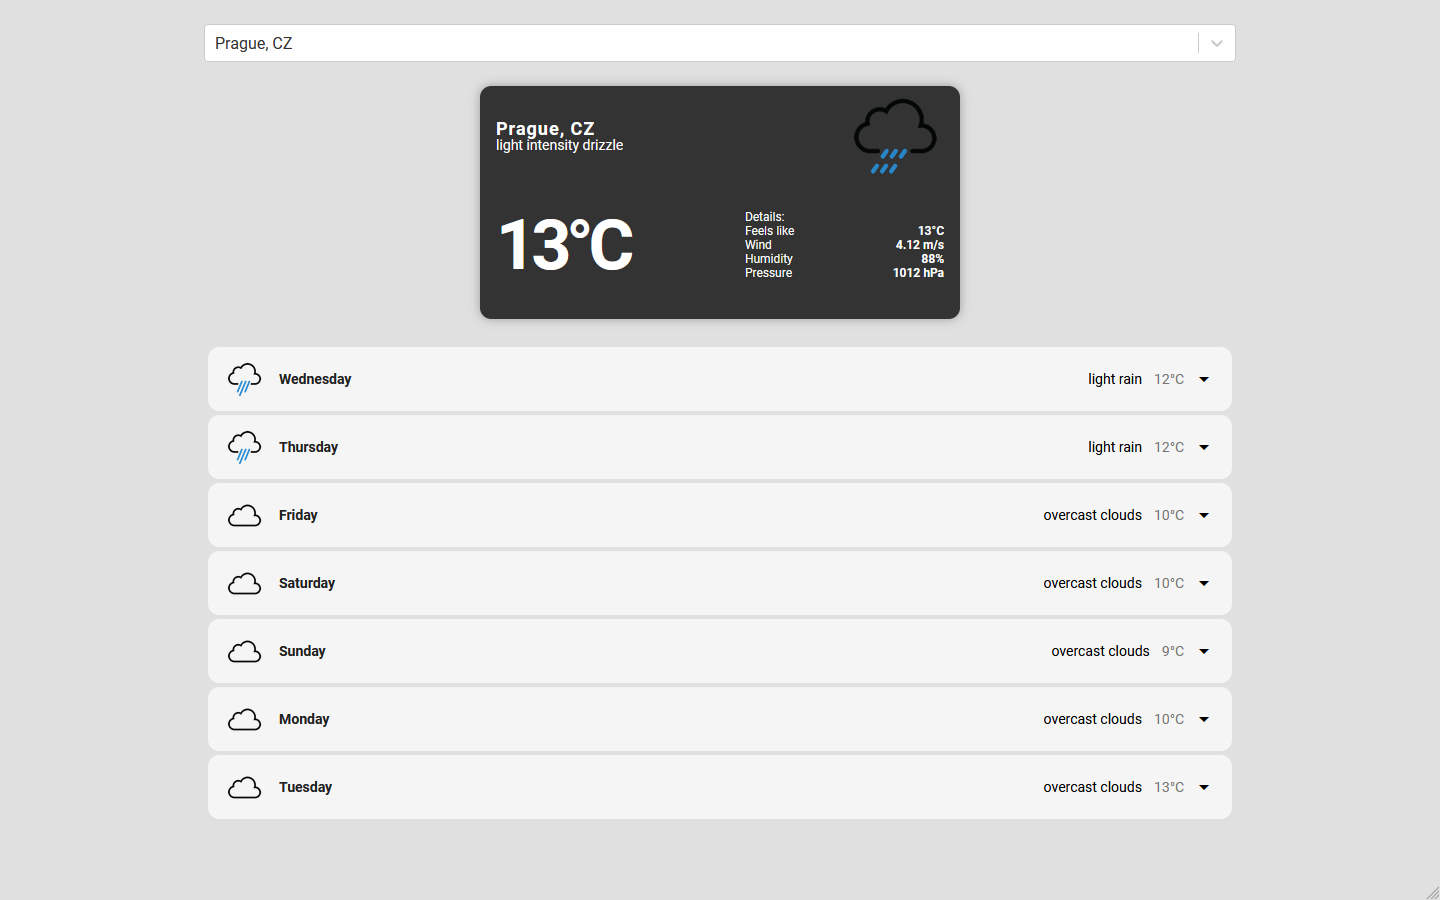 Prague, CZ
Prague, CZ
light intensity drizzle
13°C
Details:
Feels like 13°C
Wind 4.12 m/s
Humidity 88%
Pressure 1012 hPa
Wednesday light rain 12°C
Thursday light rain 12°C
Friday overcast clouds 10°C
Saturday overcast clouds 10°C
Sunday overcast clouds 9°C
Monday overcast clouds 10°C
Tuesday overcast clouds 13°C